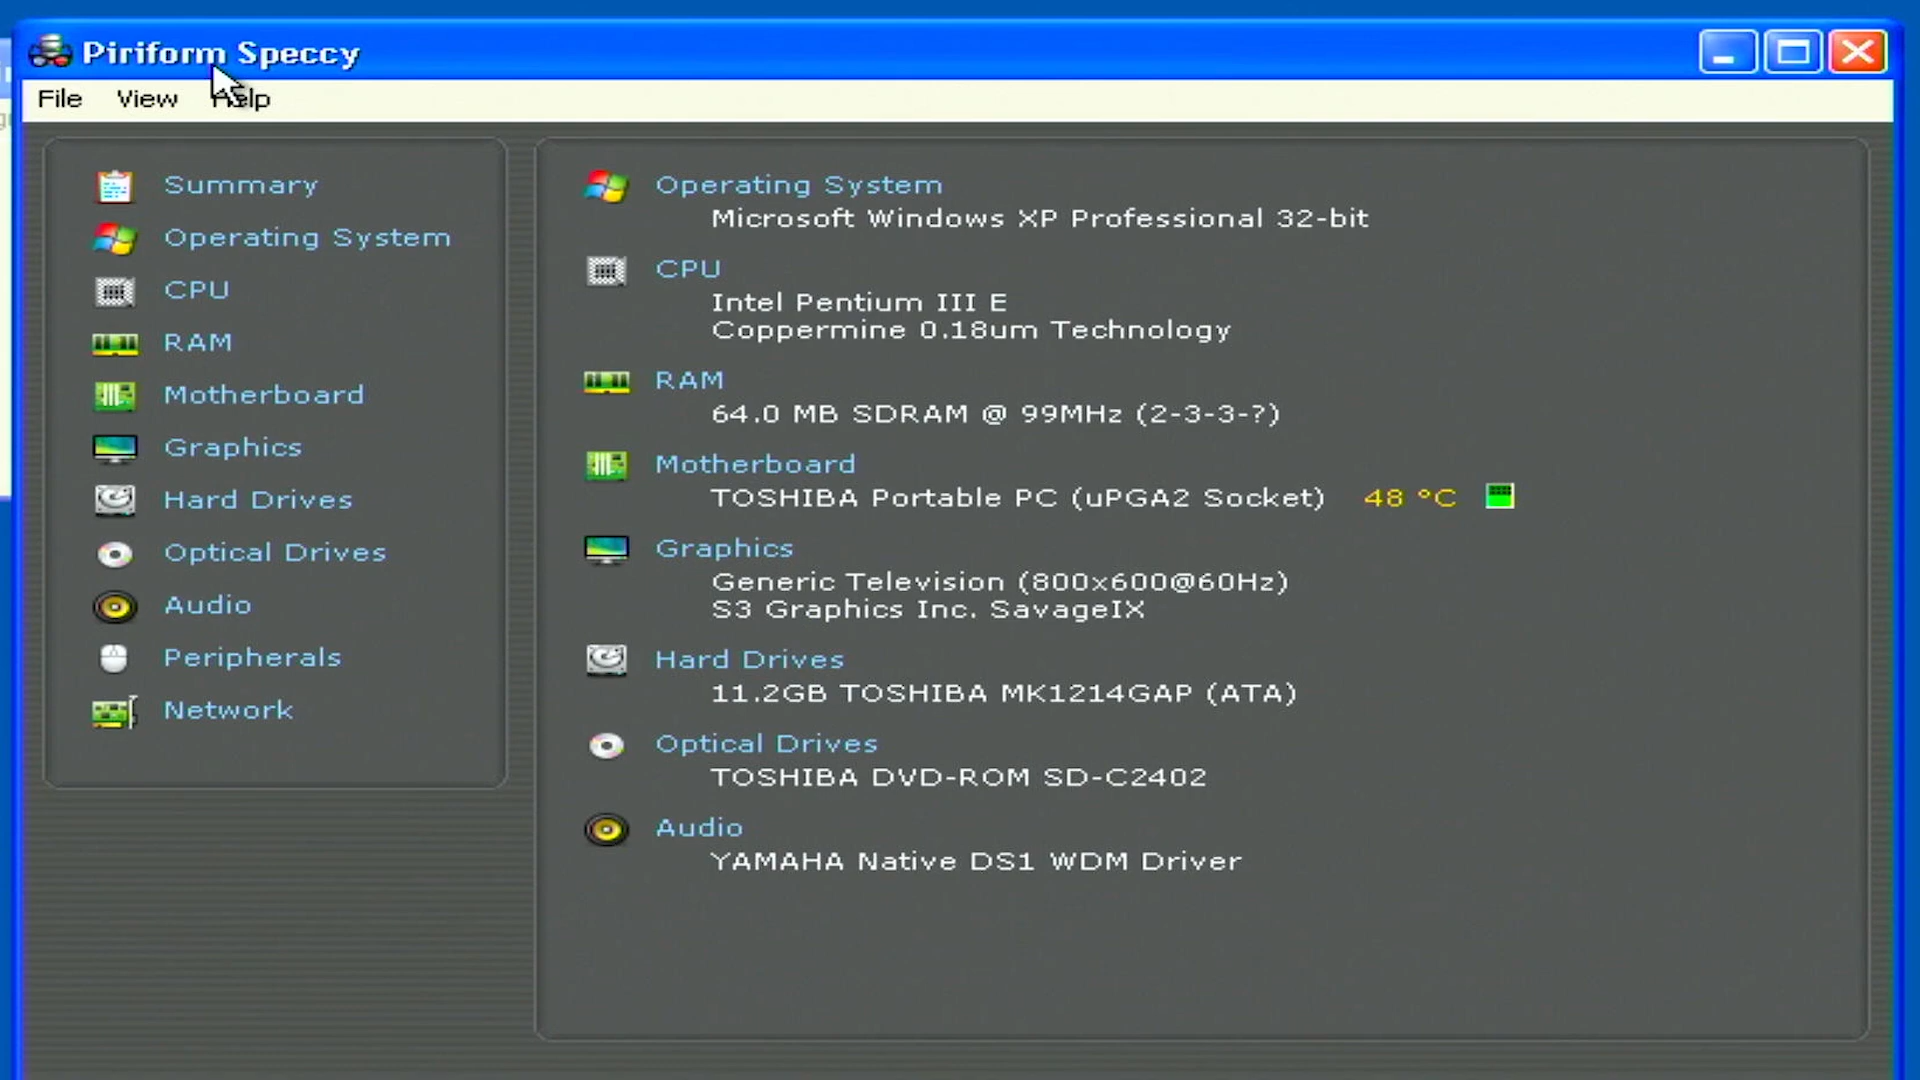 Piriform Speccy
File View Help
Summary
Operating System
CPU
RAM
Motherboard
Graphics
Hard Drives
Optical Drives
Audio
Peripherals
Network
Operating System
Microsoft Windows XP Professional 32-bit
CPU
Intel Pentium III E
Coppermine 0.18um Technology
RAM
64.0 MB SDRAM @ 99MHz (2-3-3-?)
Motherboard
TOSHIBA Portable PC (uPGA2 Socket) 48 °C
Graphics
Generic Television (800x600@60Hz)
S3 Graphics Inc. SavageIX
Hard Drives
11.2GB TOSHIBA MK1214GAP (ATA)
Optical Drives
TOSHIBA DVD-ROM SD-C2402
Audio
YAMAHA Native DS1 WDM Driver